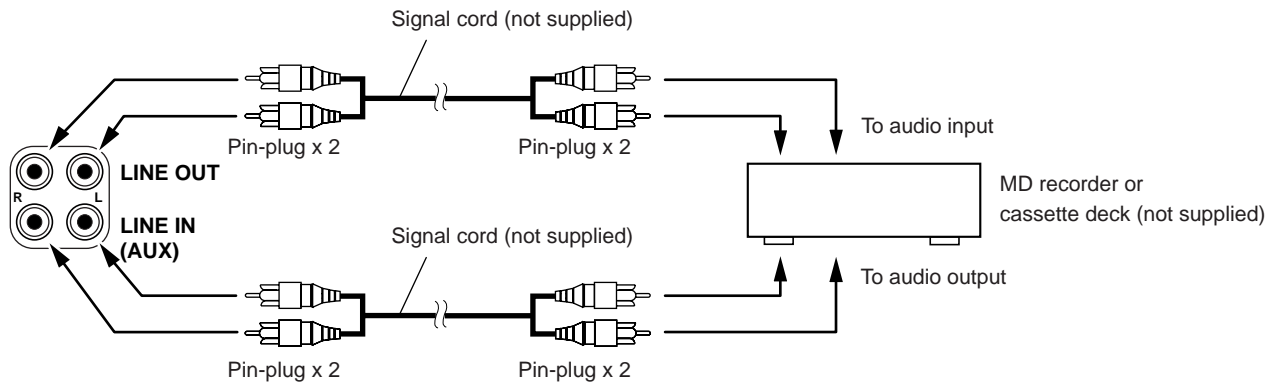 Signal cord (not supplied)
Pin-plug x 2
Pin-plug x 2
To audio input
LINE OUT
R
L
LINE IN
(AUX)
MD recorder or
cassette deck (not supplied)
Signal cord (not supplied)
To audio output
Pin-plug x 2
Pin-plug x 2